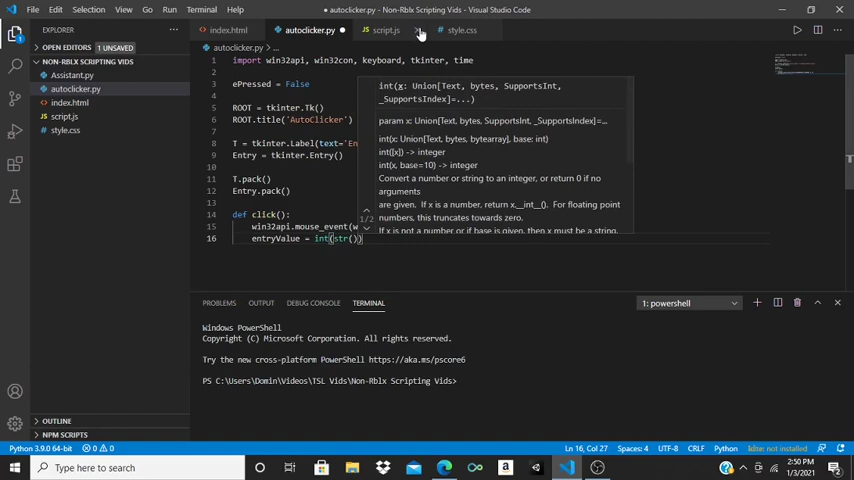 File Edit Selection View Go Run Terminal Help
● autoclicker.py - Non-Rblx Scripting Vids - Visual Studio Code
EXPLORER
index.html
autoclicker.py
script.js
style.css
OPEN EDITORS 1 UNSAVED
NON-RBLX SCRIPTING VIDS
Assistant.py
autoclicker.py
index.html
script.js
style.css
OUTLINE
NPM SCRIPTS
autoclicker.py > ...
1 import win32api, win32con, keyboard, tkinter, time
2
3 ePressed = False
4
5 ROOT = tkinter.Tk()
6 ROOT.title('AutoClicker')
7
8 T = tkinter.Label(text='En
9 Entry = tkinter.Entry()
10
11 T.pack()
12 Entry.pack()
13
14 def click():
15 win32api.mouse_event(w
16 entryValue = int(str())
int(x: Union[Text, bytes, SupportsInt,
_SupportsIndex]=...)
param x: Union[Text, bytes, SupportsInt, _SupportsIndex]=...
int(x: Union[Text, bytes, bytearray], base: int)
int([x]) -> integer
int(x, base=10) -> integer
Convert a number or string to an integer, or return 0 if no
arguments
are given. If x is a number, return x.__int__(). For floating point
numbers, this truncates towards zero.
If x is not a number or if base is given, then x must be a string,
1/2
PROBLEMS OUTPUT DEBUG CONSOLE TERMINAL
1: powershell
Windows PowerShell
Copyright (C) Microsoft Corporation. All rights reserved.
Try the new cross-platform PowerShell https://aka.ms/pscore6
PS C:\Users\Domin\Videos\TSL Vids\Non-Rblx Scripting Vids>
Python 3.9.0 64-bit 0 0
Ln 16, Col 27 Spaces: 4 UTF-8 CRLF Python
not installed
Type here to search
2:50 PM
1/3/2021
2